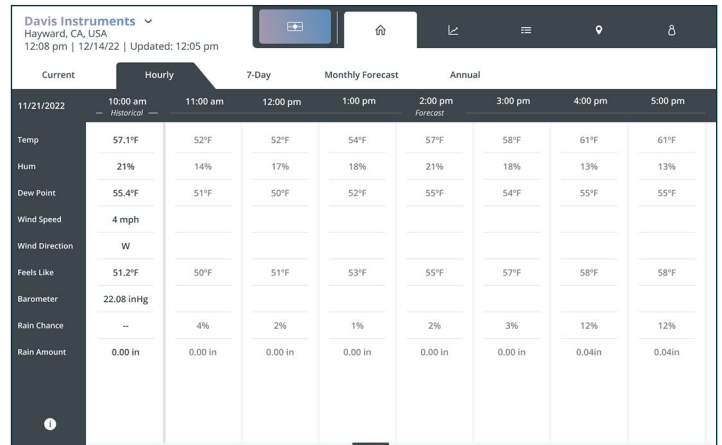 Davis Instruments
Hayward, CA, USA
12:08 pm | 12/14/22 | Updated: 12:05 pm
Current Hourly 7-Day Monthly Forecast Annual
11/21/2022 10:00 am 11:00 am 12:00 pm 1:00 pm 2:00 pm 3:00 pm 4:00 pm 5:00 pm
Historical Forecast
Temp 57.1°F 52°F 52°F 54°F 57°F 58°F 61°F 61°F
Hum 21% 14% 17% 18% 21% 18% 13% 13%
Dew Point 55.4°F 51°F 50°F 52°F 55°F 54°F 55°F 55°F
Wind Speed 4 mph
Wind Direction W
Feels Like 51.2°F 50°F 51°F 53°F 55°F 57°F 58°F 58°F
Barometer 22.08 inHg
Rain Chance -- 4% 2% 1% 2% 3% 12% 12%
Rain Amount 0.00 in 0.00 in 0.00 in 0.00 in 0.00 in 0.00 in 0.04in 0.04in